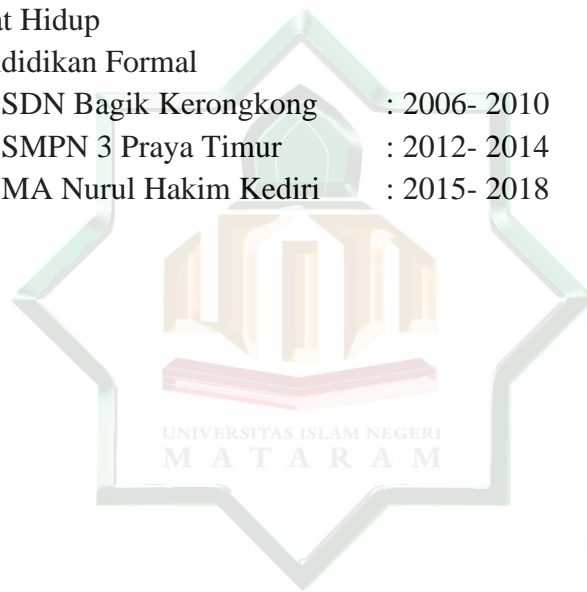 at Hidup
didikan Formal
SDN Bagik Kerongkong : 2006- 2010
SMPN 3 Praya Timur : 2012- 2014
MA Nurul Hakim Kediri : 2015- 2018
UNIVERSITAS ISLAM NEGERI
MATARAM